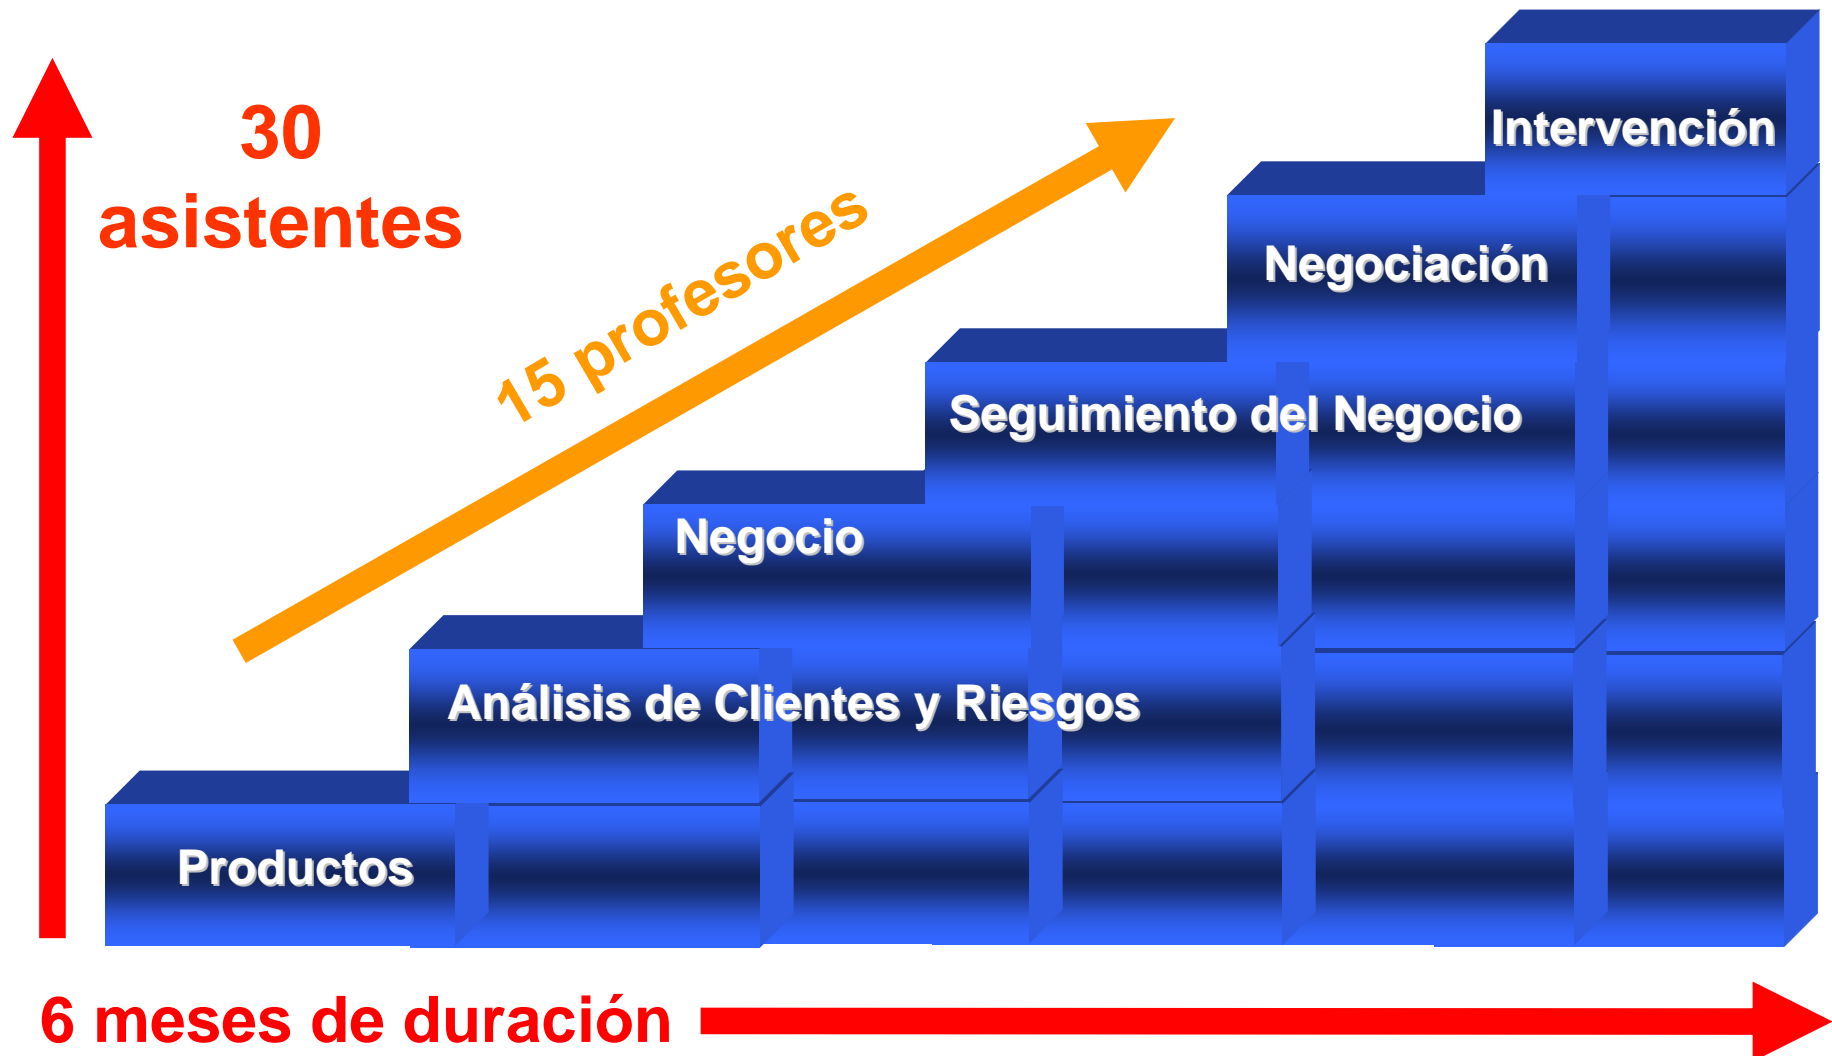 30
asistentes
15 profesores
Intervención
Negociación
Seguimiento del Negocio
Negocio
Análisis de Clientes y Riesgos
Productos
6 meses de duración